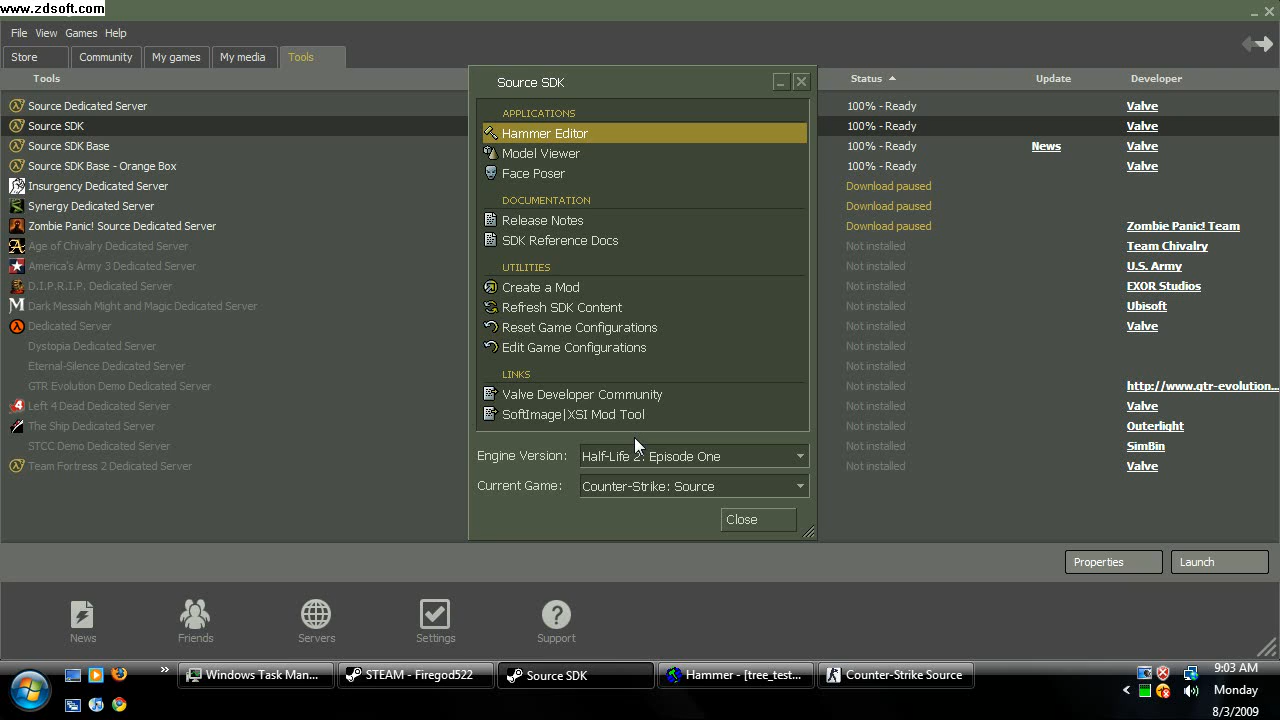 www.zdsoft.com
File View Games Help
Store Community My games My media Tools
Tools Status Update Developer
Source Dedicated Server 100% - Ready Valve
Source SDK 100% - Ready Valve
Source SDK Base 100% - Ready News Valve
Source SDK Base - Orange Box 100% - Ready Valve
Insurgency Dedicated Server Download paused
Synergy Dedicated Server Download paused
Zombie Panic! Source Dedicated Server Download paused Zombie Panic! Team
Age of Chivalry Dedicated Server Not installed Team Chivalry
America's Army 3 Dedicated Server Not installed U.S. Army
D.I.P.R.I.P. Dedicated Server Not installed EXOR Studios
Dark Messiah Might and Magic Dedicated Server Not installed Ubisoft
Dedicated Server Not installed Valve
Dystopia Dedicated Server Not installed
Eternal-Silence Dedicated Server Not installed
GTR Evolution Demo Dedicated Server Not installed http://www.gtr-evolution...
Left 4 Dead Dedicated Server Not installed Valve
The Ship Dedicated Server Not installed Outerlight
STCC Demo Dedicated Server Not installed SimBin
Team Fortress 2 Dedicated Server Not installed Valve
Source SDK
APPLICATIONS
Hammer Editor
Model Viewer
Face Poser
DOCUMENTATION
Release Notes
SDK Reference Docs
UTILITIES
Create a Mod
Refresh SDK Content
Reset Game Configurations
Edit Game Configurations
LINKS
Valve Developer Community
SoftImage|XSI Mod Tool
Engine Version: Half-Life 2: Episode One
Current Game: Counter-Strike: Source
Close
Properties Launch
News Friends Servers Settings Support
Windows Task Man... STEAM - Firegod522 Source SDK Hammer - [tree_test... Counter-Strike Source
9:03 AM
Monday
8/3/2009